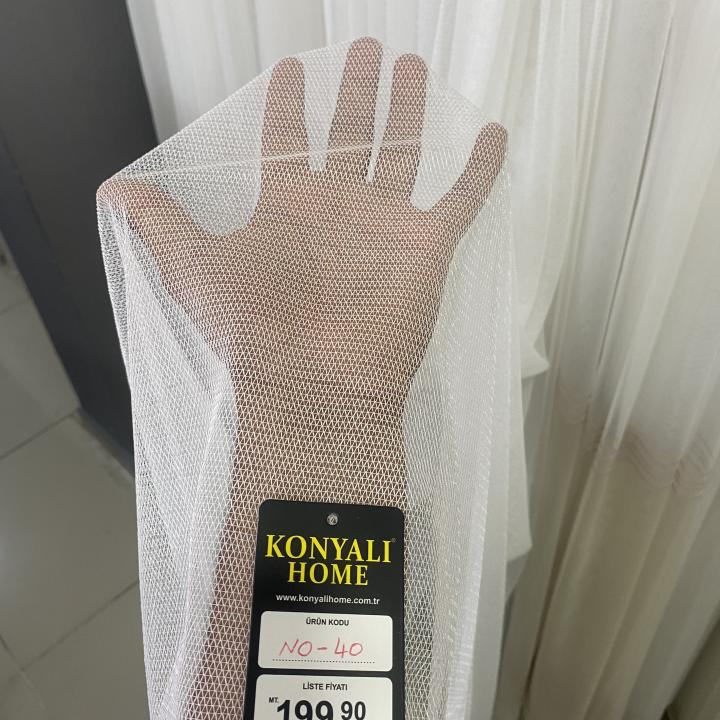 KONYALI®
HOME
www.konyalihome.com.tr
ÜRÜN KODU
NO-40
LİSTE FİYATI
MT. 199.90